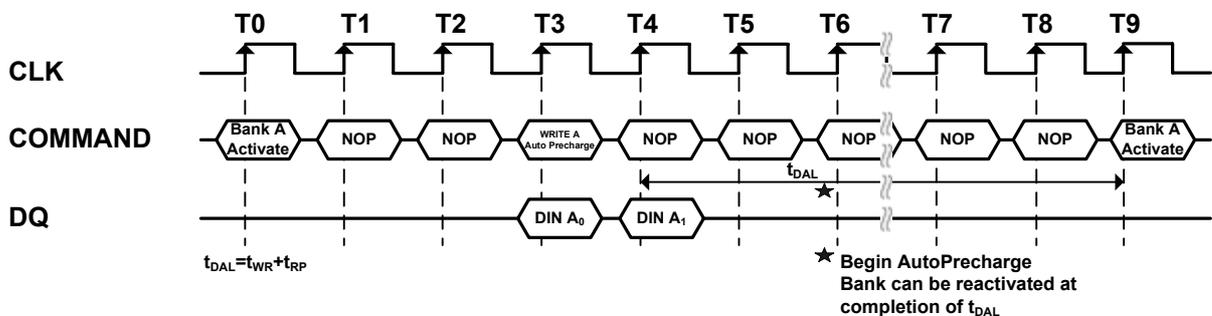 T0 T1 T2 T3 T4 T5 T6 T7 T8 T9
CLK
COMMAND
Bank A
Activate
NOP
NOP
WRITE A
Auto Precharge
NOP
NOP
NOP
NOP
NOP
Bank A
Activate
tDAL
DQ
DIN A0
DIN A1
tDAL=tWR+tRP
★ Begin AutoPrecharge
Bank can be reactivated at
completion of tDAL